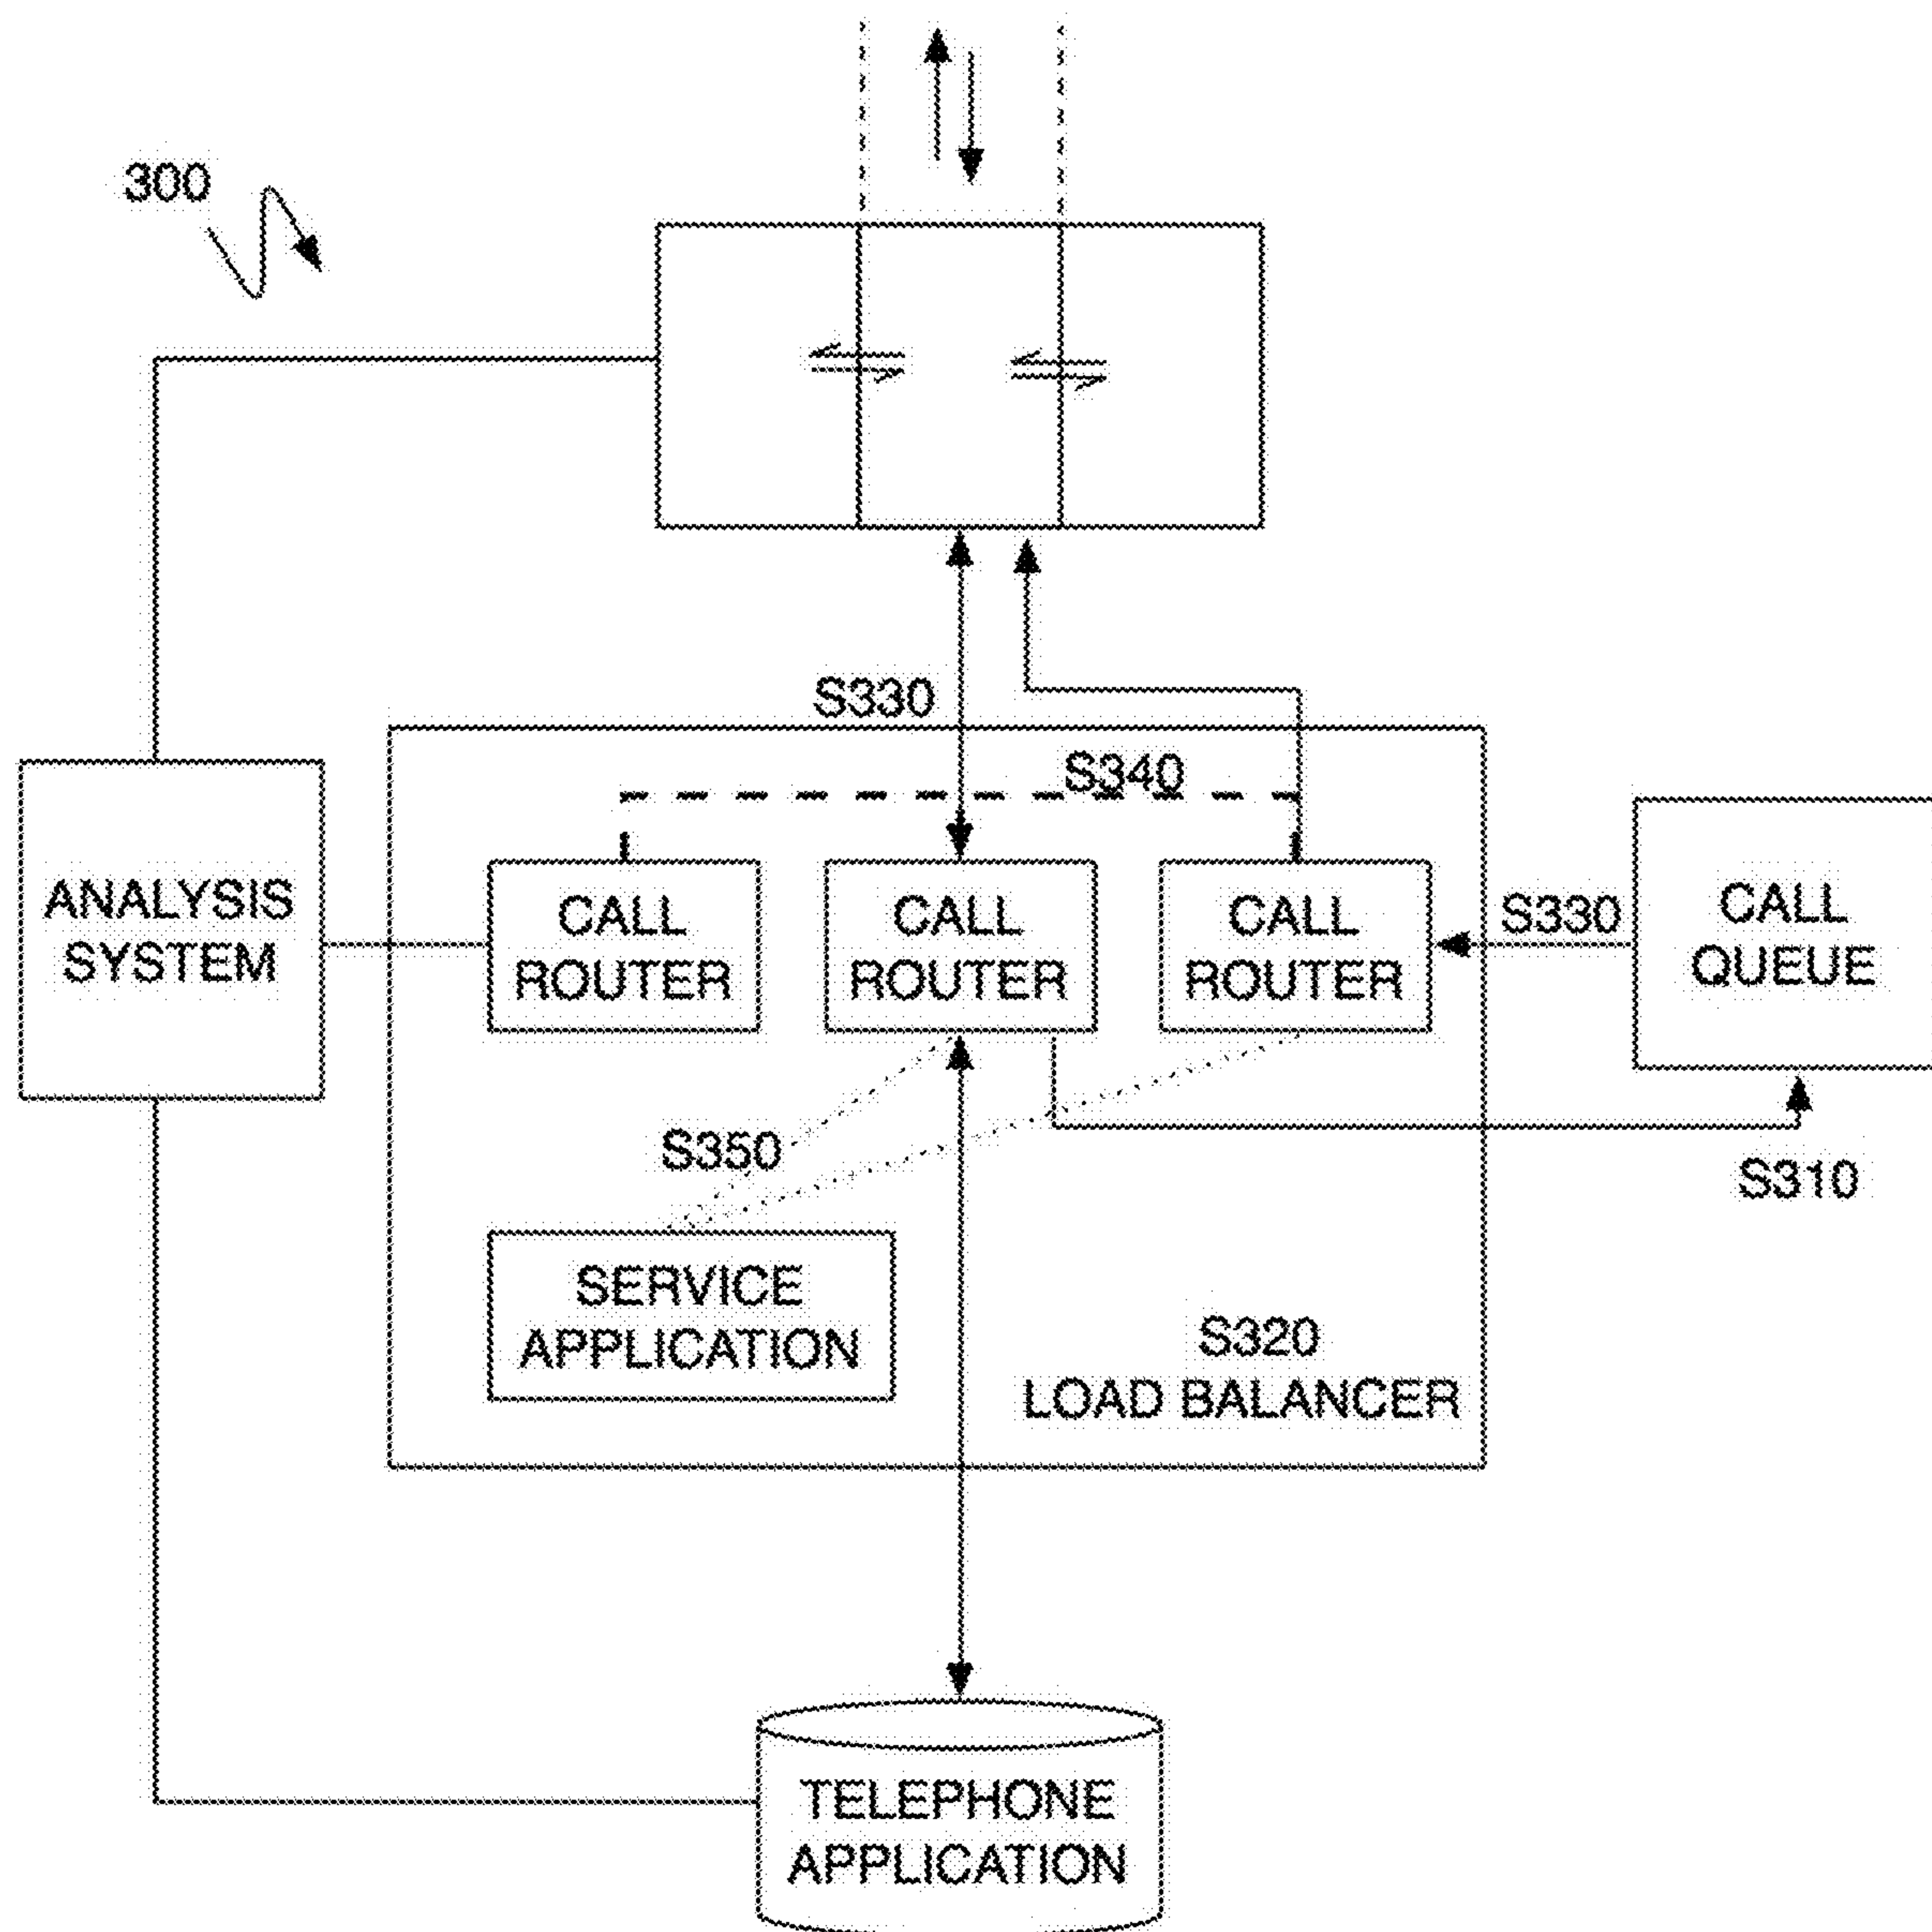 300
S330
S340
ANALYSIS
SYSTEM
CALL
ROUTER
CALL
ROUTER
CALL
ROUTER
S330
CALL
QUEUE
S350
S310
SERVICE
APPLICATION
S320
LOAD BALANCER
TELEPHONE
APPLICATION